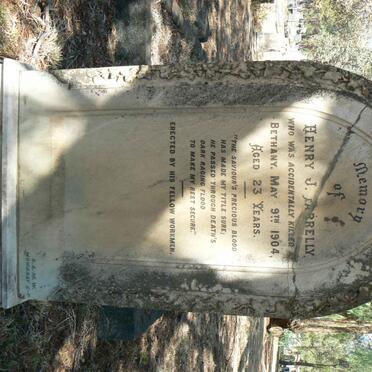 Memory
of
HENRY J. FARRELLY
WHO WAS ACCIDENTALLY KILLED
BETHANY, MAY 9TH 1904,
AGED 23 YEARS.
"THE SAVIOUR'S PRECIOUS BLOOD
HAS MADE MY TITLE SURE;
HE PASSED THROUGH DEATH'S
DARK RAGING FLOOD
TO MAKE MY REST SECURE."
ERECTED BY HIS FELLOW WORKMEN.